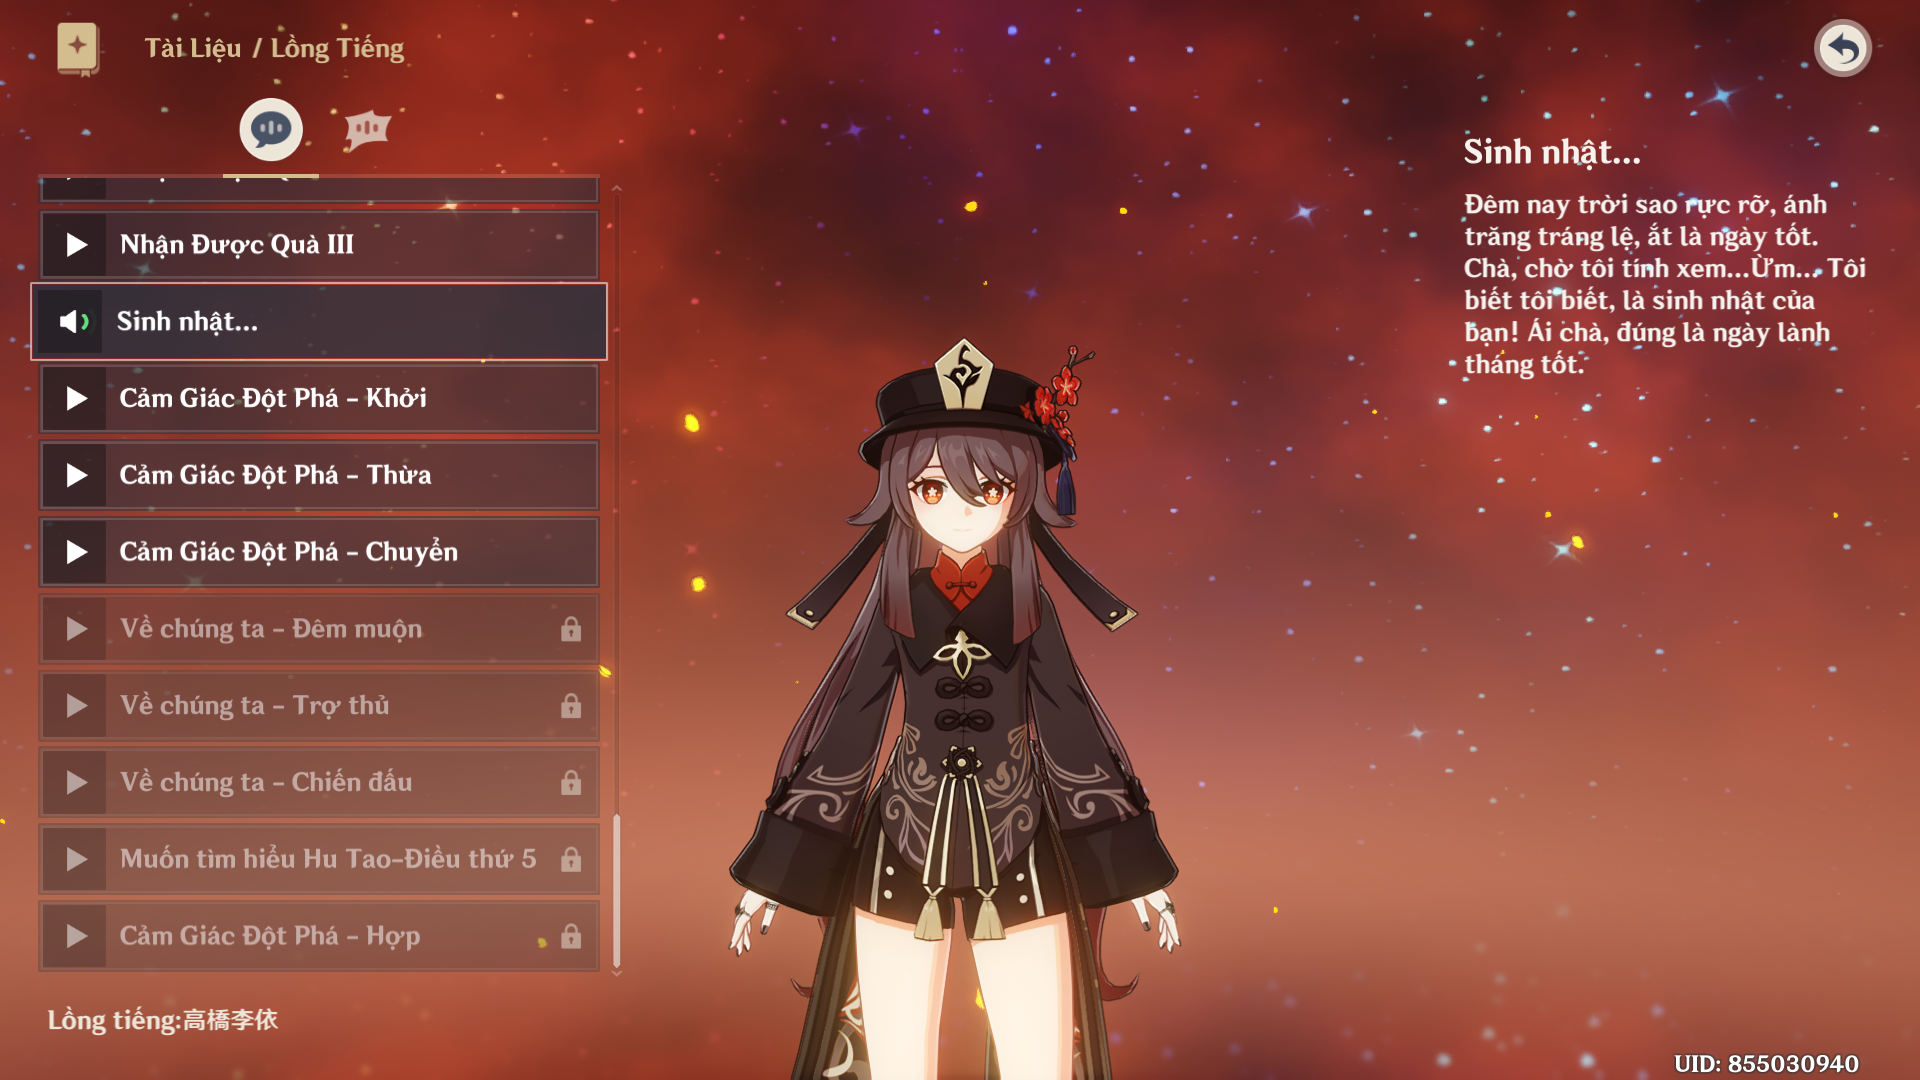 Tài Liệu / Lồng Tiếng
Nhận Được Quà III
Sinh nhật...
Cảm Giác Đột Phá - Khởi
Cảm Giác Đột Phá - Thừa
Cảm Giác Đột Phá - Chuyển
Về chúng ta - Đêm muộn
Về chúng ta - Trợ thủ
Về chúng ta - Chiến đấu
Muốn tìm hiểu Hu Tao-Điều thứ 5
Cảm Giác Đột Phá - Hợp
Lồng tiếng:高橋李依
Sinh nhật...
Đêm nay trời sao rực rỡ, ánh
trăng tráng lệ, ắt là ngày tốt.
Chà, chờ tôi tính xem...Ừm... Tôi
biết tôi biết, là sinh nhật của
bạn! Ái chà, đúng là ngày lành
tháng tốt.
UID: 855030940